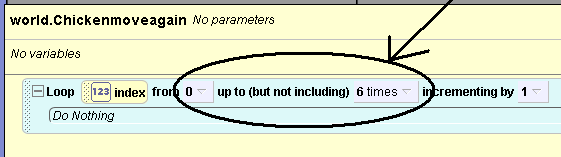 world.Chickenmoveagain No parameters
No variables
Loop 123 index from 0 up to (but not including) 6 times incrementing by 1
Do Nothing